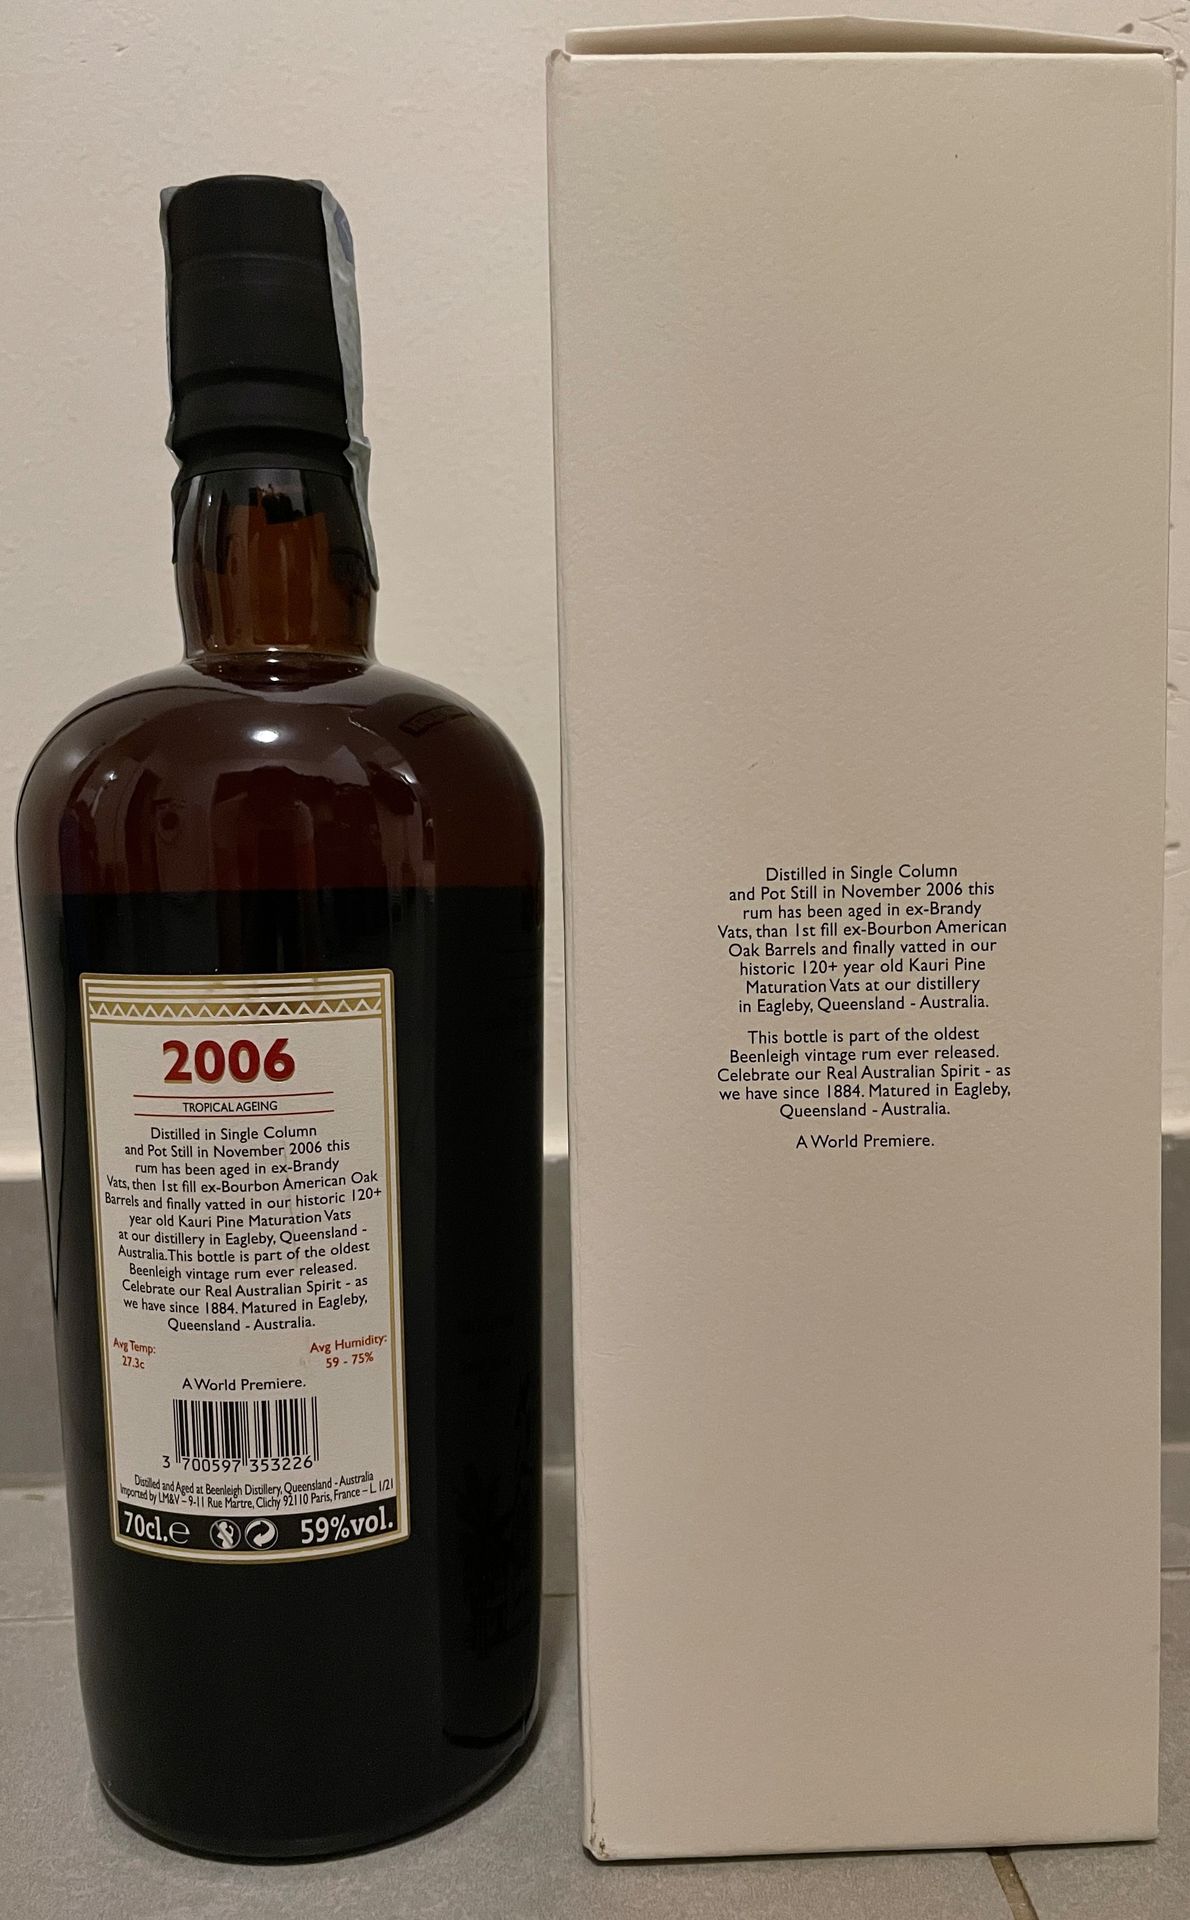 2006
TROPICAL AGEING
Distilled in Single Column
and Pot Still in November 2006 this
rum has been aged in ex-Brandy
Vats, then 1st fill ex-Bourbon American Oak
Barrels and finally vatted in our historic 120+
year old Kauri Pine Maturation Vats
at our distillery in Eagleby, Queensland -
Australia.This bottle is part of the oldest
Beenleigh vintage rum ever released.
Celebrate our Real Australian Spirit - as
we have since 1884. Matured in Eagleby,
Queensland - Australia.
Avg Temp:
27.3c
Avg Humidity:
59 - 75%
A World Premiere.
3 700597 353226
Distilled and Aged at Beenleigh Distillery, Queensland - Australia
Imported by LM&V – 9-11 Rue Martre, Clichy 92110 Paris, France – L 1/21
70cl.e 59%vol.
Distilled in Single Column
and Pot Still in November 2006 this
rum has been aged in ex-Brandy
Vats, than 1st fill ex-Bourbon American
Oak Barrels and finally vatted in our
historic 120+ year old Kauri Pine
Maturation Vats at our distillery
in Eagleby, Queensland - Australia.
This bottle is part of the oldest
Beenleigh vintage rum ever released.
Celebrate our Real Australian Spirit - as
we have since 1884. Matured in Eagleby,
Queensland - Australia.
A World Premiere.